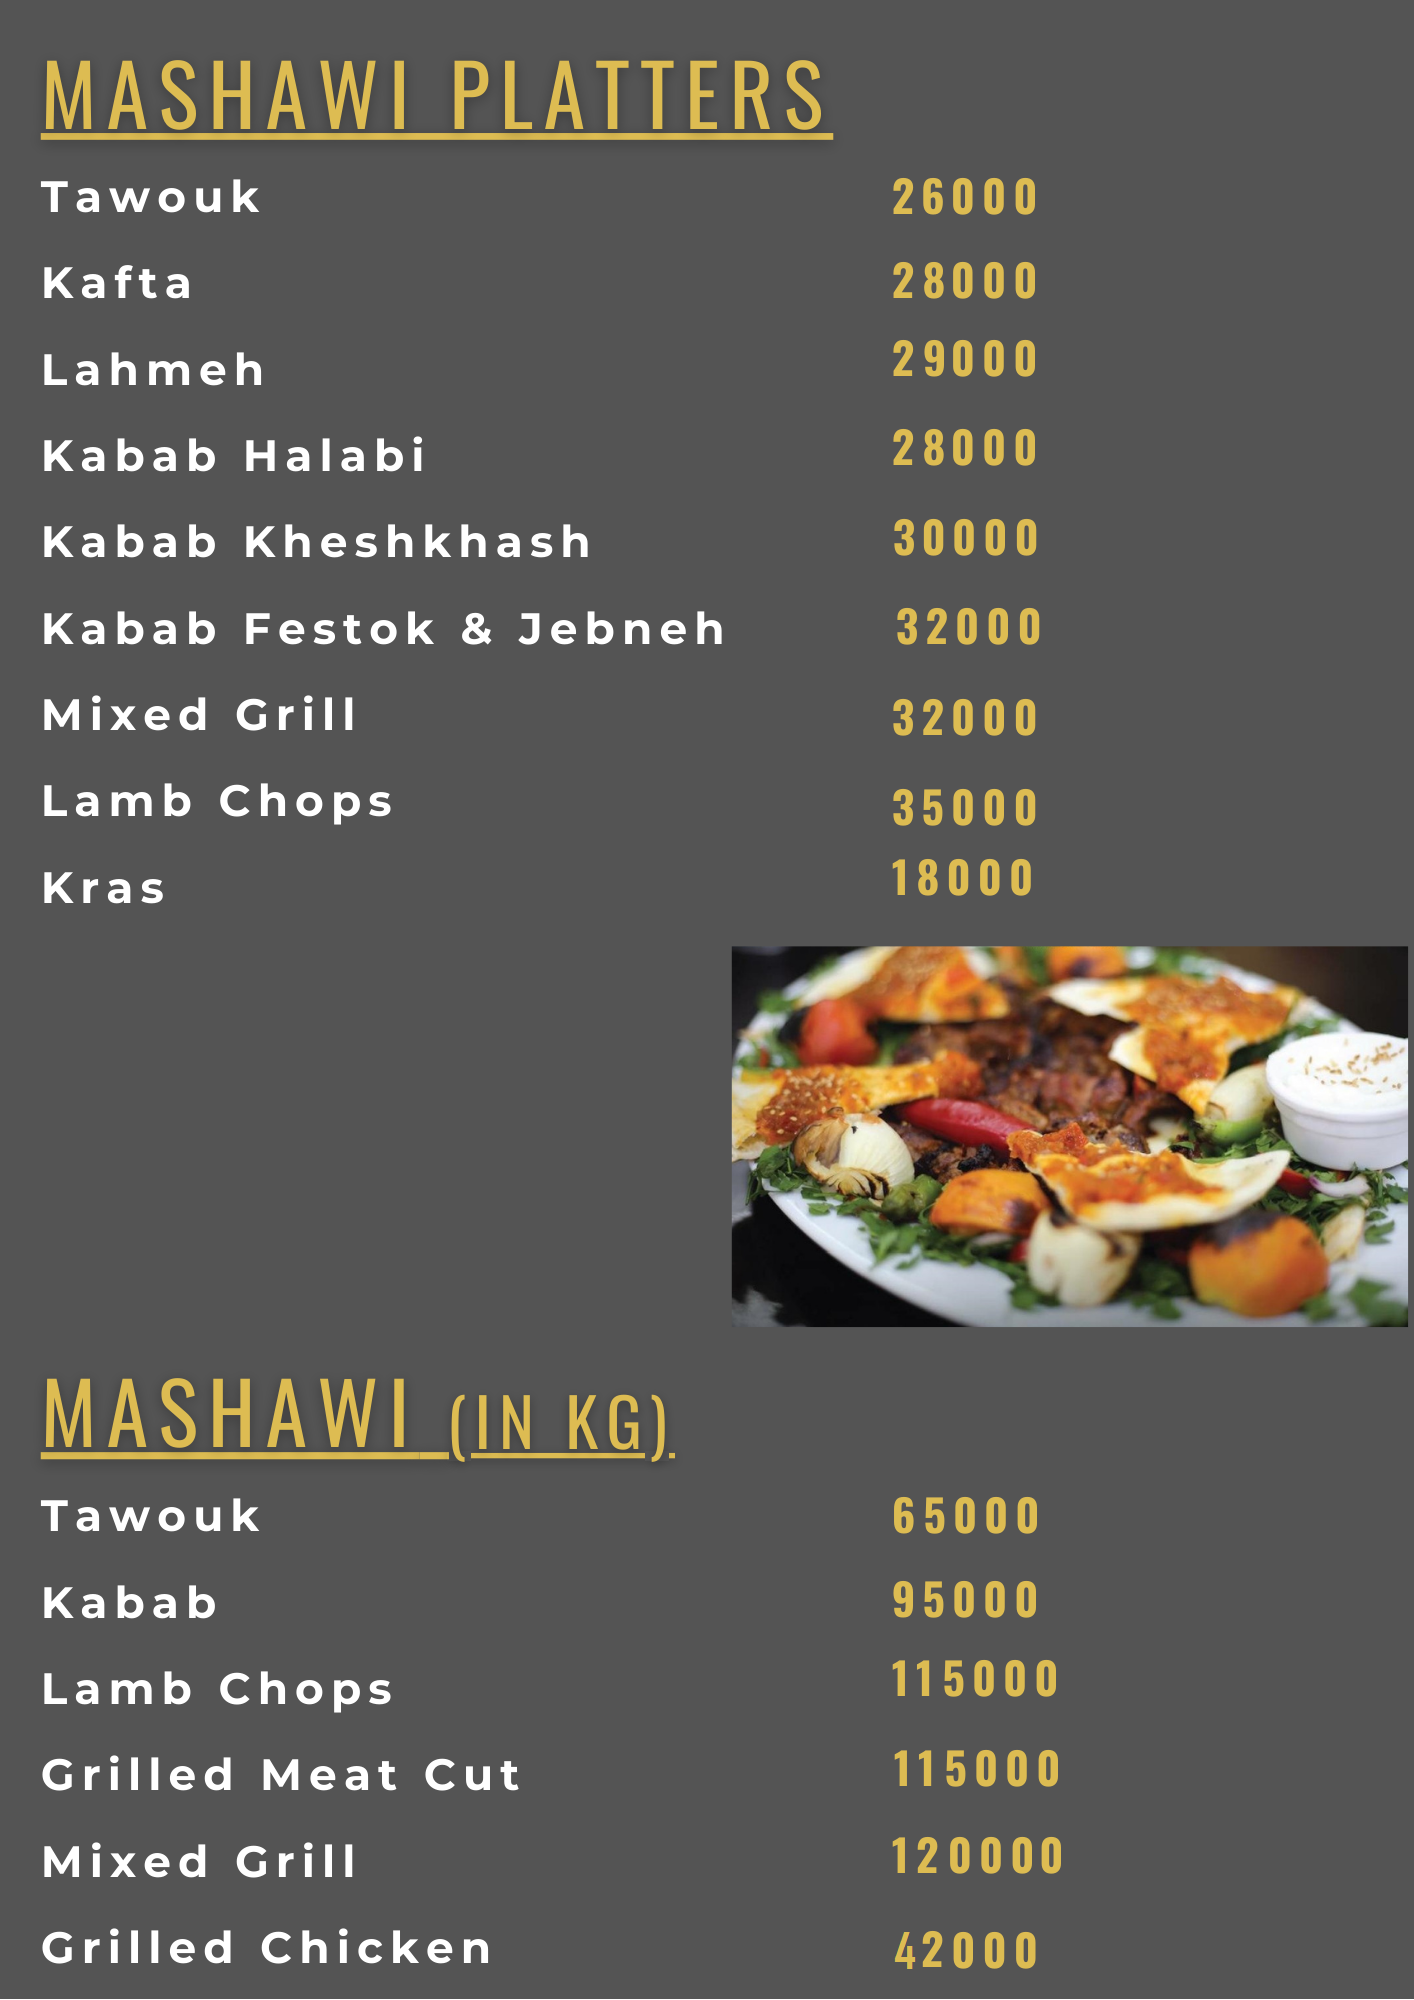 MASHAWI PLATTERS
Tawouk 26000
Kafta 28000
Lahmeh 29000
Kabab Halabi 28000
Kabab Kheshkhash 30000
Kabab Festok & Jebneh 32000
Mixed Grill 32000
Lamb Chops 35000
Kras 18000
MASHAWI (IN KG)
Tawouk 65000
Kabab 95000
Lamb Chops 115000
Grilled Meat Cut 115000
Mixed Grill 120000
Grilled Chicken 42000